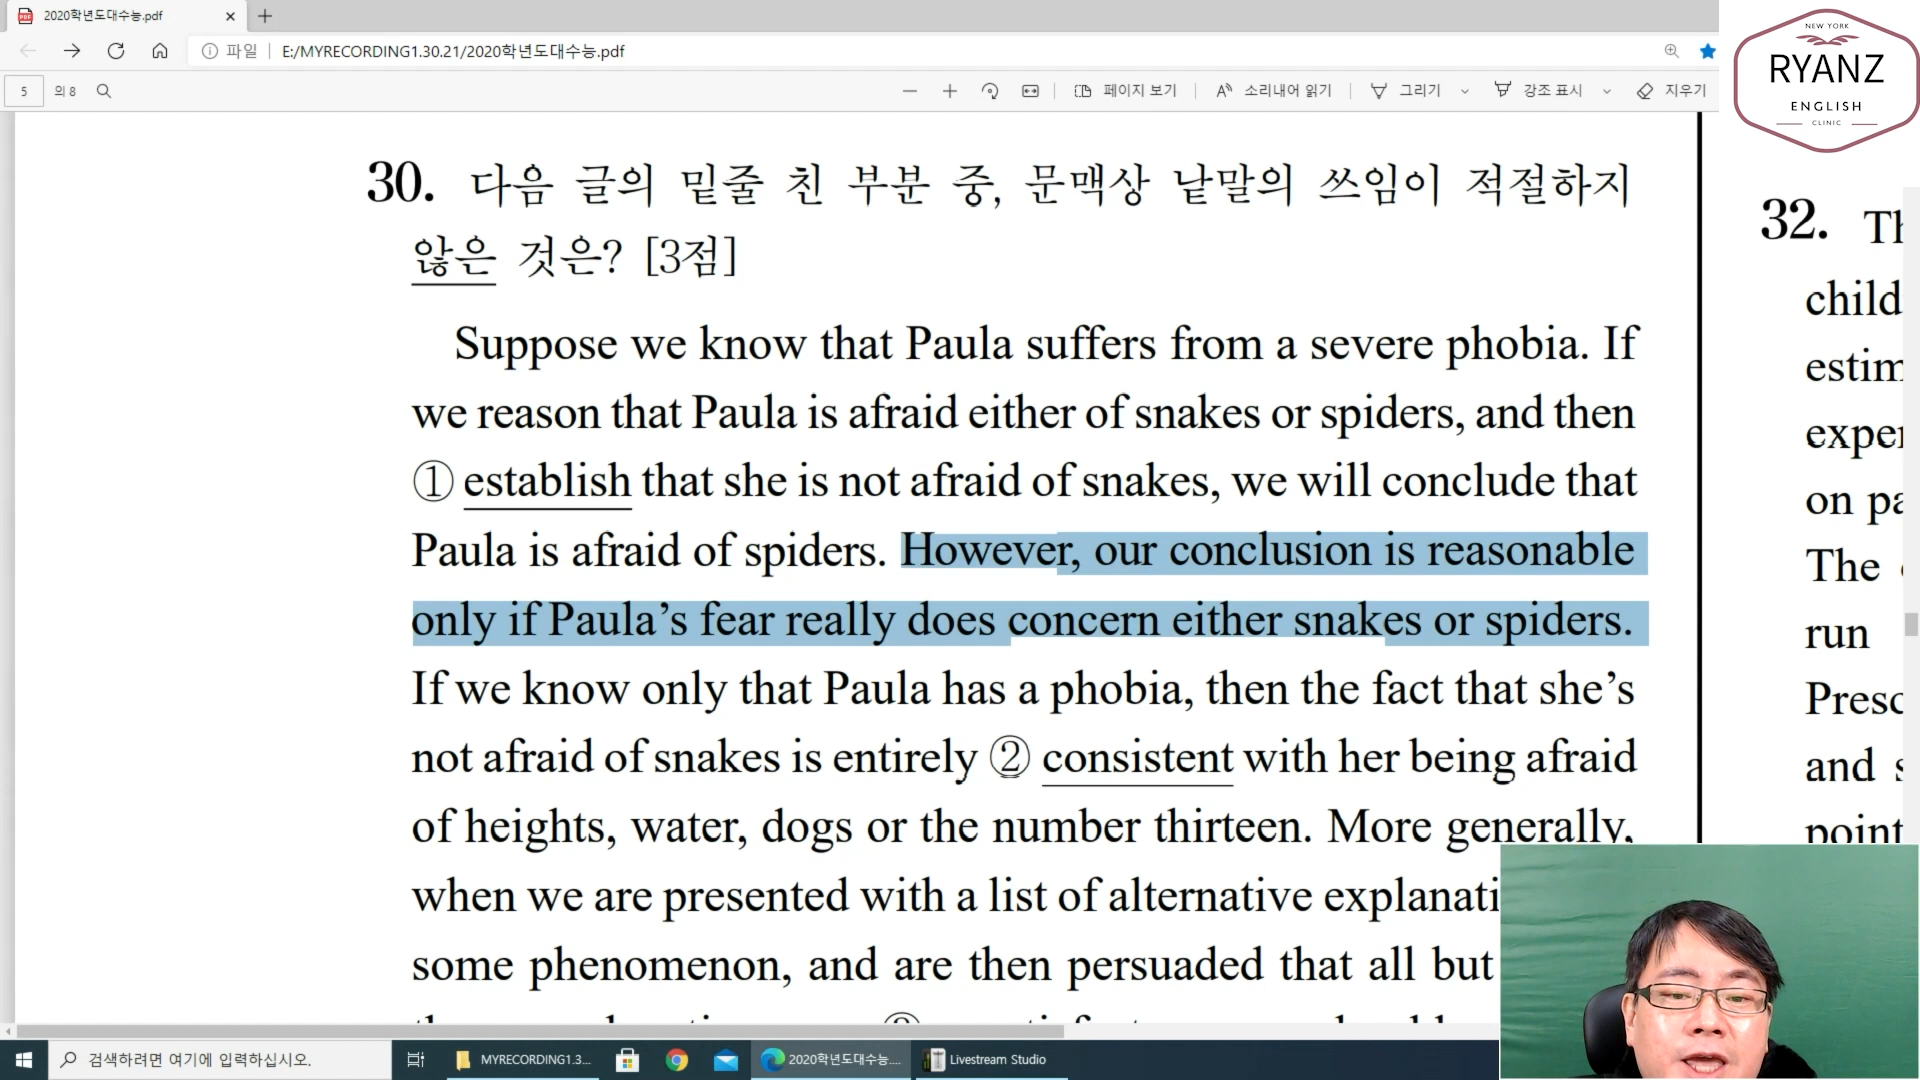 2020학년도대수능.pdf
파일 E:/MYRECORDING1.30.21/2020학년도대수능.pdf
5 의 8 페이지 보기 소리내어 읽기 그리기 강조 표시 지우기
NEW YORK
RYANZ
ENGLISH
CLINIC
30. 다음 글의 밑줄 친 부분 중, 문맥상 낱말의 쓰임이 적절하지
않은 것은? [3점]
Suppose we know that Paula suffers from a severe phobia. If
we reason that Paula is afraid either of snakes or spiders, and then
① establish that she is not afraid of snakes, we will conclude that
Paula is afraid of spiders. However, our conclusion is reasonable
only if Paula’s fear really does concern either snakes or spiders.
If we know only that Paula has a phobia, then the fact that she’s
not afraid of snakes is entirely ② consistent with her being afraid
of heights, water, dogs or the number thirteen. More generally,
when we are presented with a list of alternative explanati
some phenomenon, and are then persuaded that all but
32. Th
child
estim
exper
on pa
The
run
Presc
and s
point
검색하려면 여기에 입력하십시오.
MYRECORDING1.3...
2020학년도대수능....
Livestream Studio